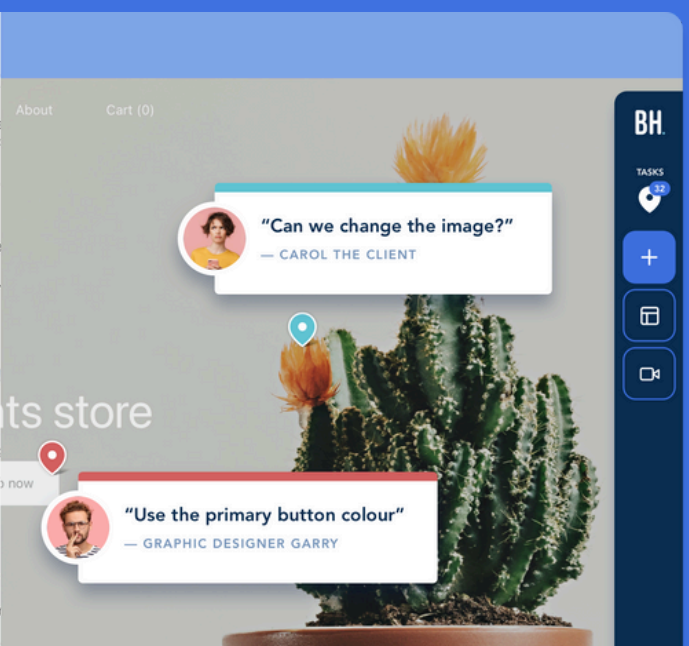 About Cart (0)
BH.
TASKS
32
“Can we change the image?”
— CAROL THE CLIENT
nts store
now
“Use the primary button colour”
— GRAPHIC DESIGNER GARRY